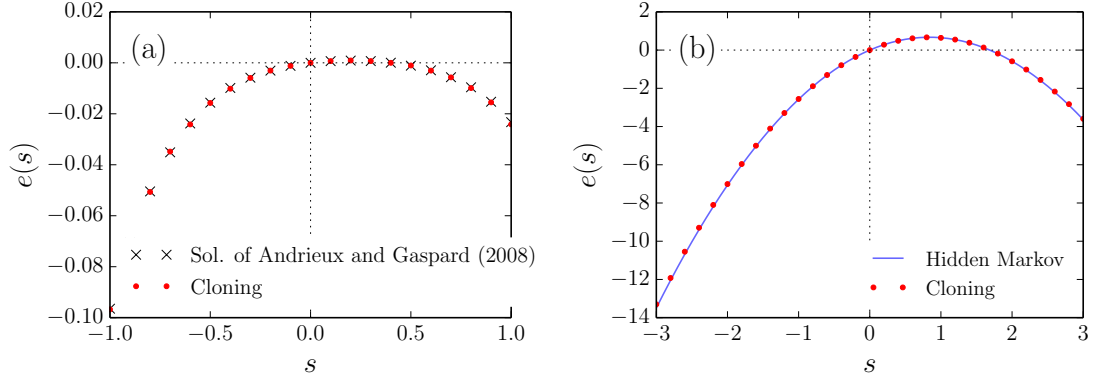 (a)
0.02
0.00
−0.02
−0.04
−0.06
−0.08
−0.10
e(s)
× × Sol. of Andrieux and Gaspard (2008)
Cloning
−1.0 −0.5 0.0 0.5 1.0
s
(b)
2
0
−2
−4
−6
−8
−10
−12
−14
e(s)
Hidden Markov
Cloning
−3 −2 −1 0 1 2 3
s